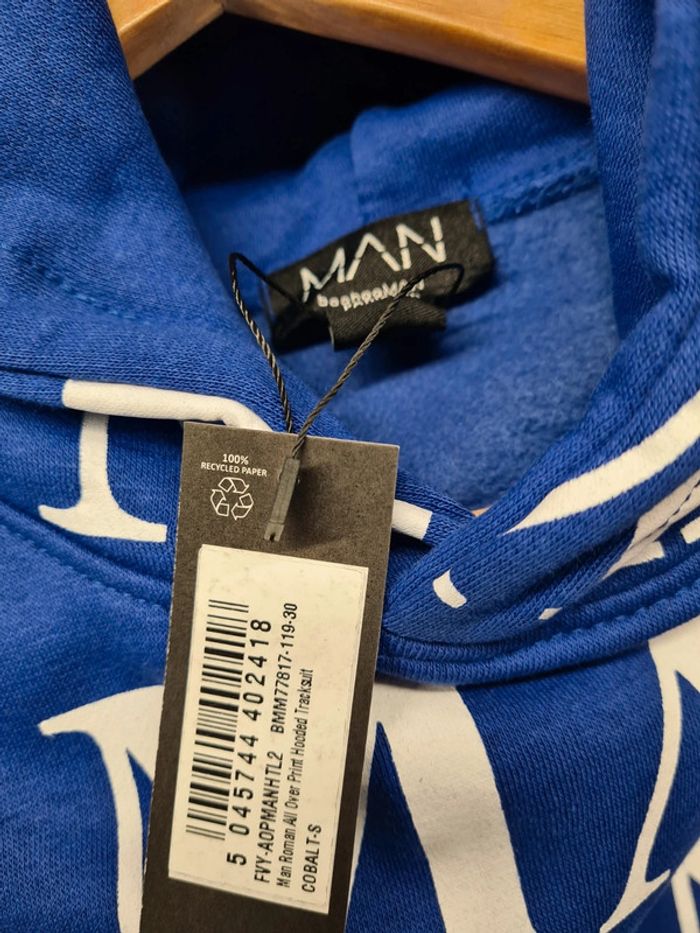 MAN
boohooMAN
100%
RECYCLED PAPER
5 045744 402418
FVY-AOPMANHTL2 BMM77817-119-30
Man Roman All Over Print Hooded Tracksuit
COBALT-S